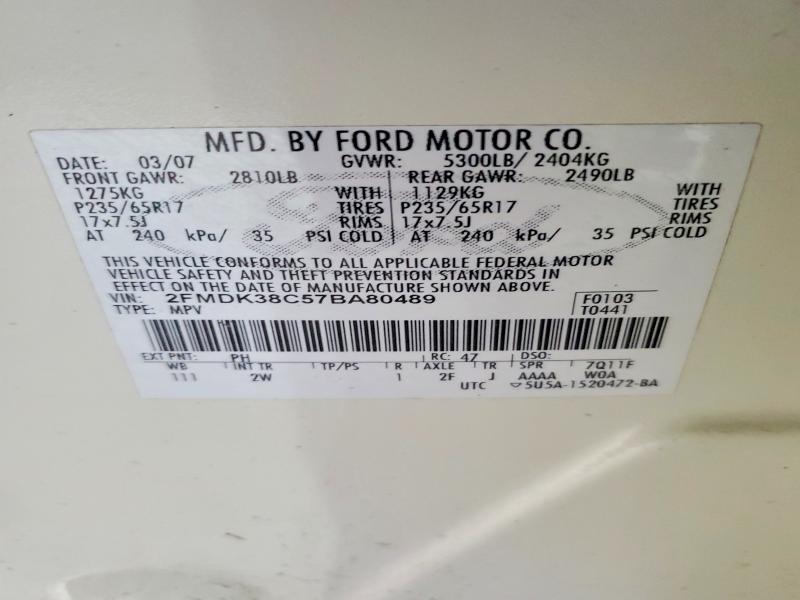 MFD. BY FORD MOTOR CO.
DATE: 03/07 GVWR: 5300LB/ 2404KG
FRONT GAWR: 2810LB REAR GAWR: 2490LB
1275KG WITH 1129KG WITH
P235/65R17 TIRES P235/65R17 TIRES
17x7.5J RIMS 17x7.5J RIMS
AT 240 kPa/ 35 PSI COLD AT 240 kPa/ 35 PSI COLD
THIS VEHICLE CONFORMS TO ALL APPLICABLE FEDERAL MOTOR
VEHICLE SAFETY AND THEFT PREVENTION STANDARDS IN
EFFECT ON THE DATE OF MANUFACTURE SHOWN ABOVE.
VIN: 2FMDK38C57BA80489 F0103
TYPE: MPV T0441
EXT PNT: PH RC: 47 DSO:
WB INT TR TP/PS R AXLE TR SPR 7Q11F
111 2W 1 2F J AAAA W0A
UTC 5U5A-1520472-BA